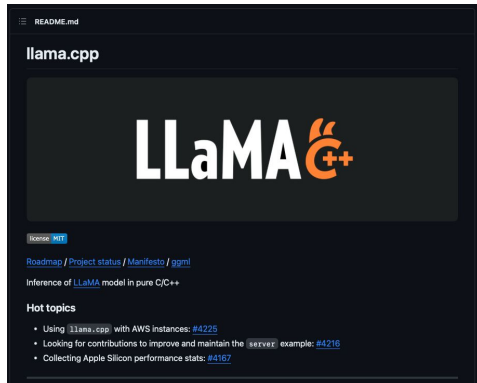 README.md
llama.cpp
LLaMA C++
license MIT
Roadmap / Project status / Manifesto / ggml
Inference of LLaMA model in pure C/C++
Hot topics
• Using llama.cpp with AWS instances: #4225
• Looking for contributions to improve and maintain the server example: #4216
• Collecting Apple Silicon performance stats: #4167